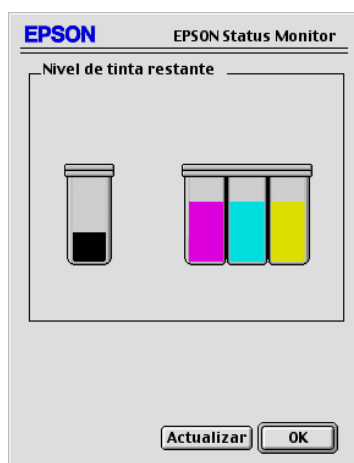 EPSON EPSON Status Monitor
Nivel de tinta restante
Actualizar OK